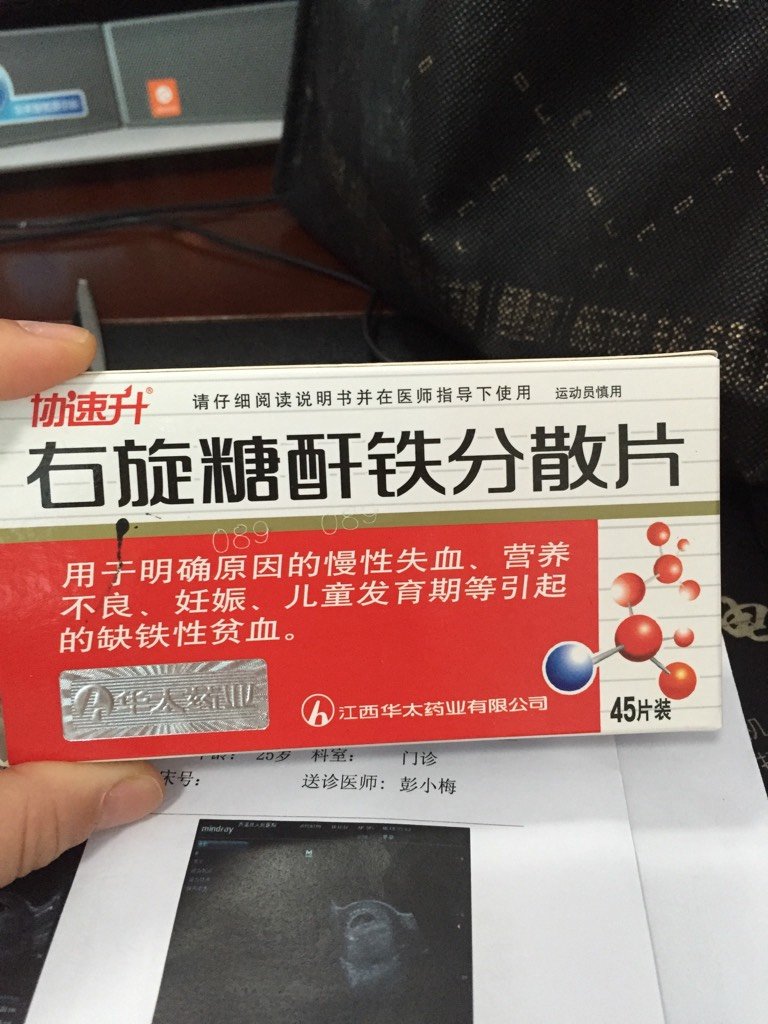 协速升®
请仔细阅读说明书并在医师指导下使用 运动员慎用
右旋糖酐铁分散片
089 089
用于明确原因的慢性失血、营养
不良、妊娠、儿童发育期等引起
的缺铁性贫血。
华太药业
江西华太药业有限公司
45片装
年龄: 25岁 科室: 门诊
床号: 送诊医师: 彭小梅
mindray
M